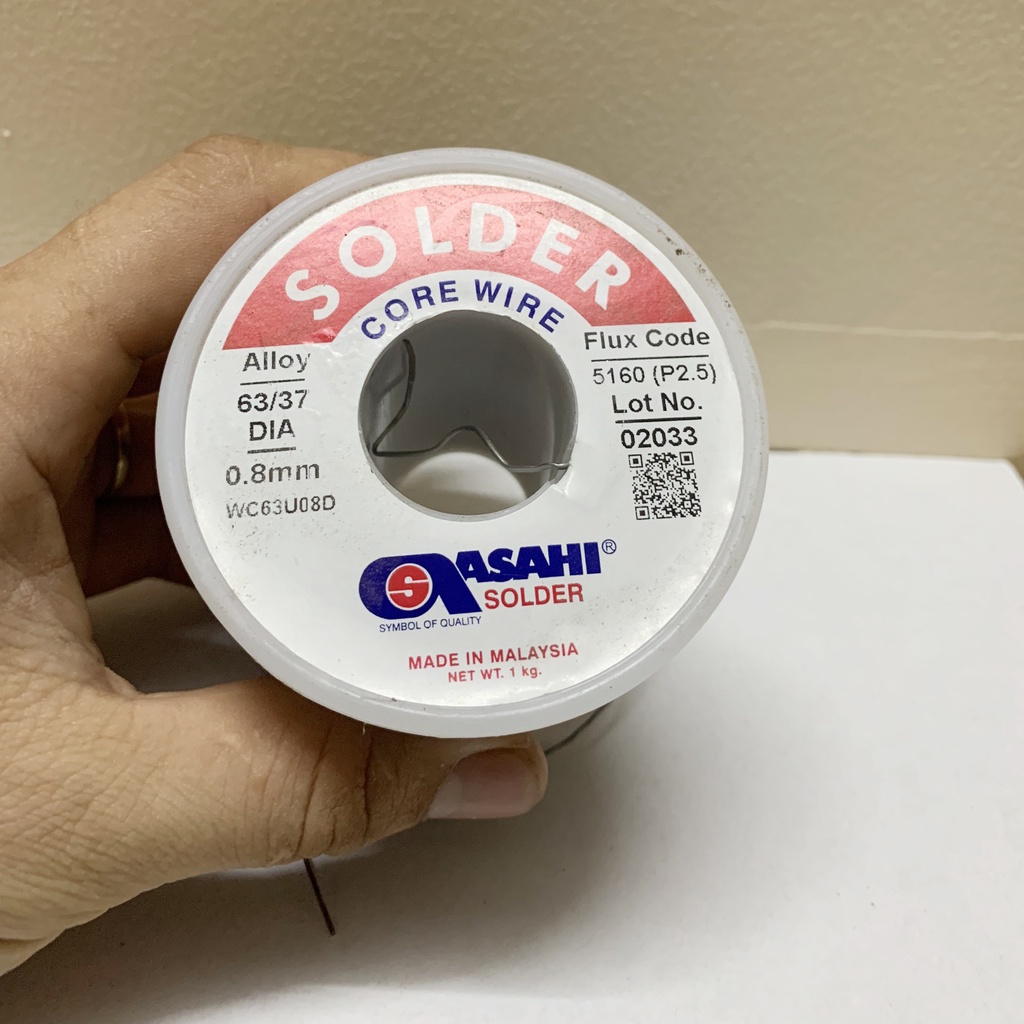 SOLDER
CORE WIRE
Alloy
63/37
DIA
0.8mm
WC63U08D
Flux Code
5160 (P2.5)
Lot No.
02033
S
ASAHI®
SOLDER
SYMBOL OF QUALITY
MADE IN MALAYSIA
NET WT. 1 kg.